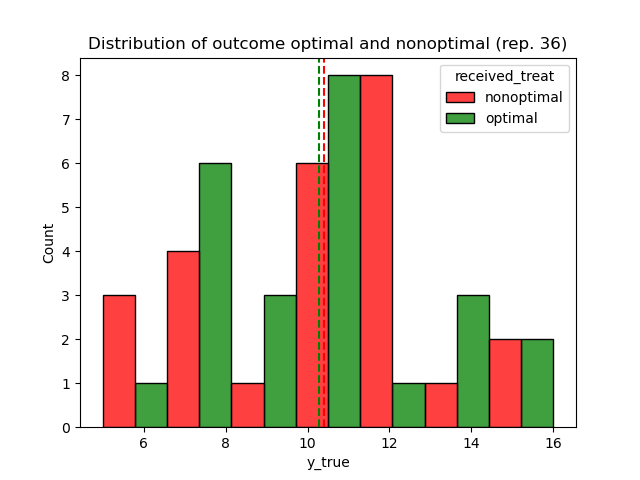 Distribution of outcome optimal and nonoptimal (rep. 36)
received_treat
nonoptimal
optimal
8
7
6
5
4
3
2
1
0
Count
6
8
10
12
14
16
y_true